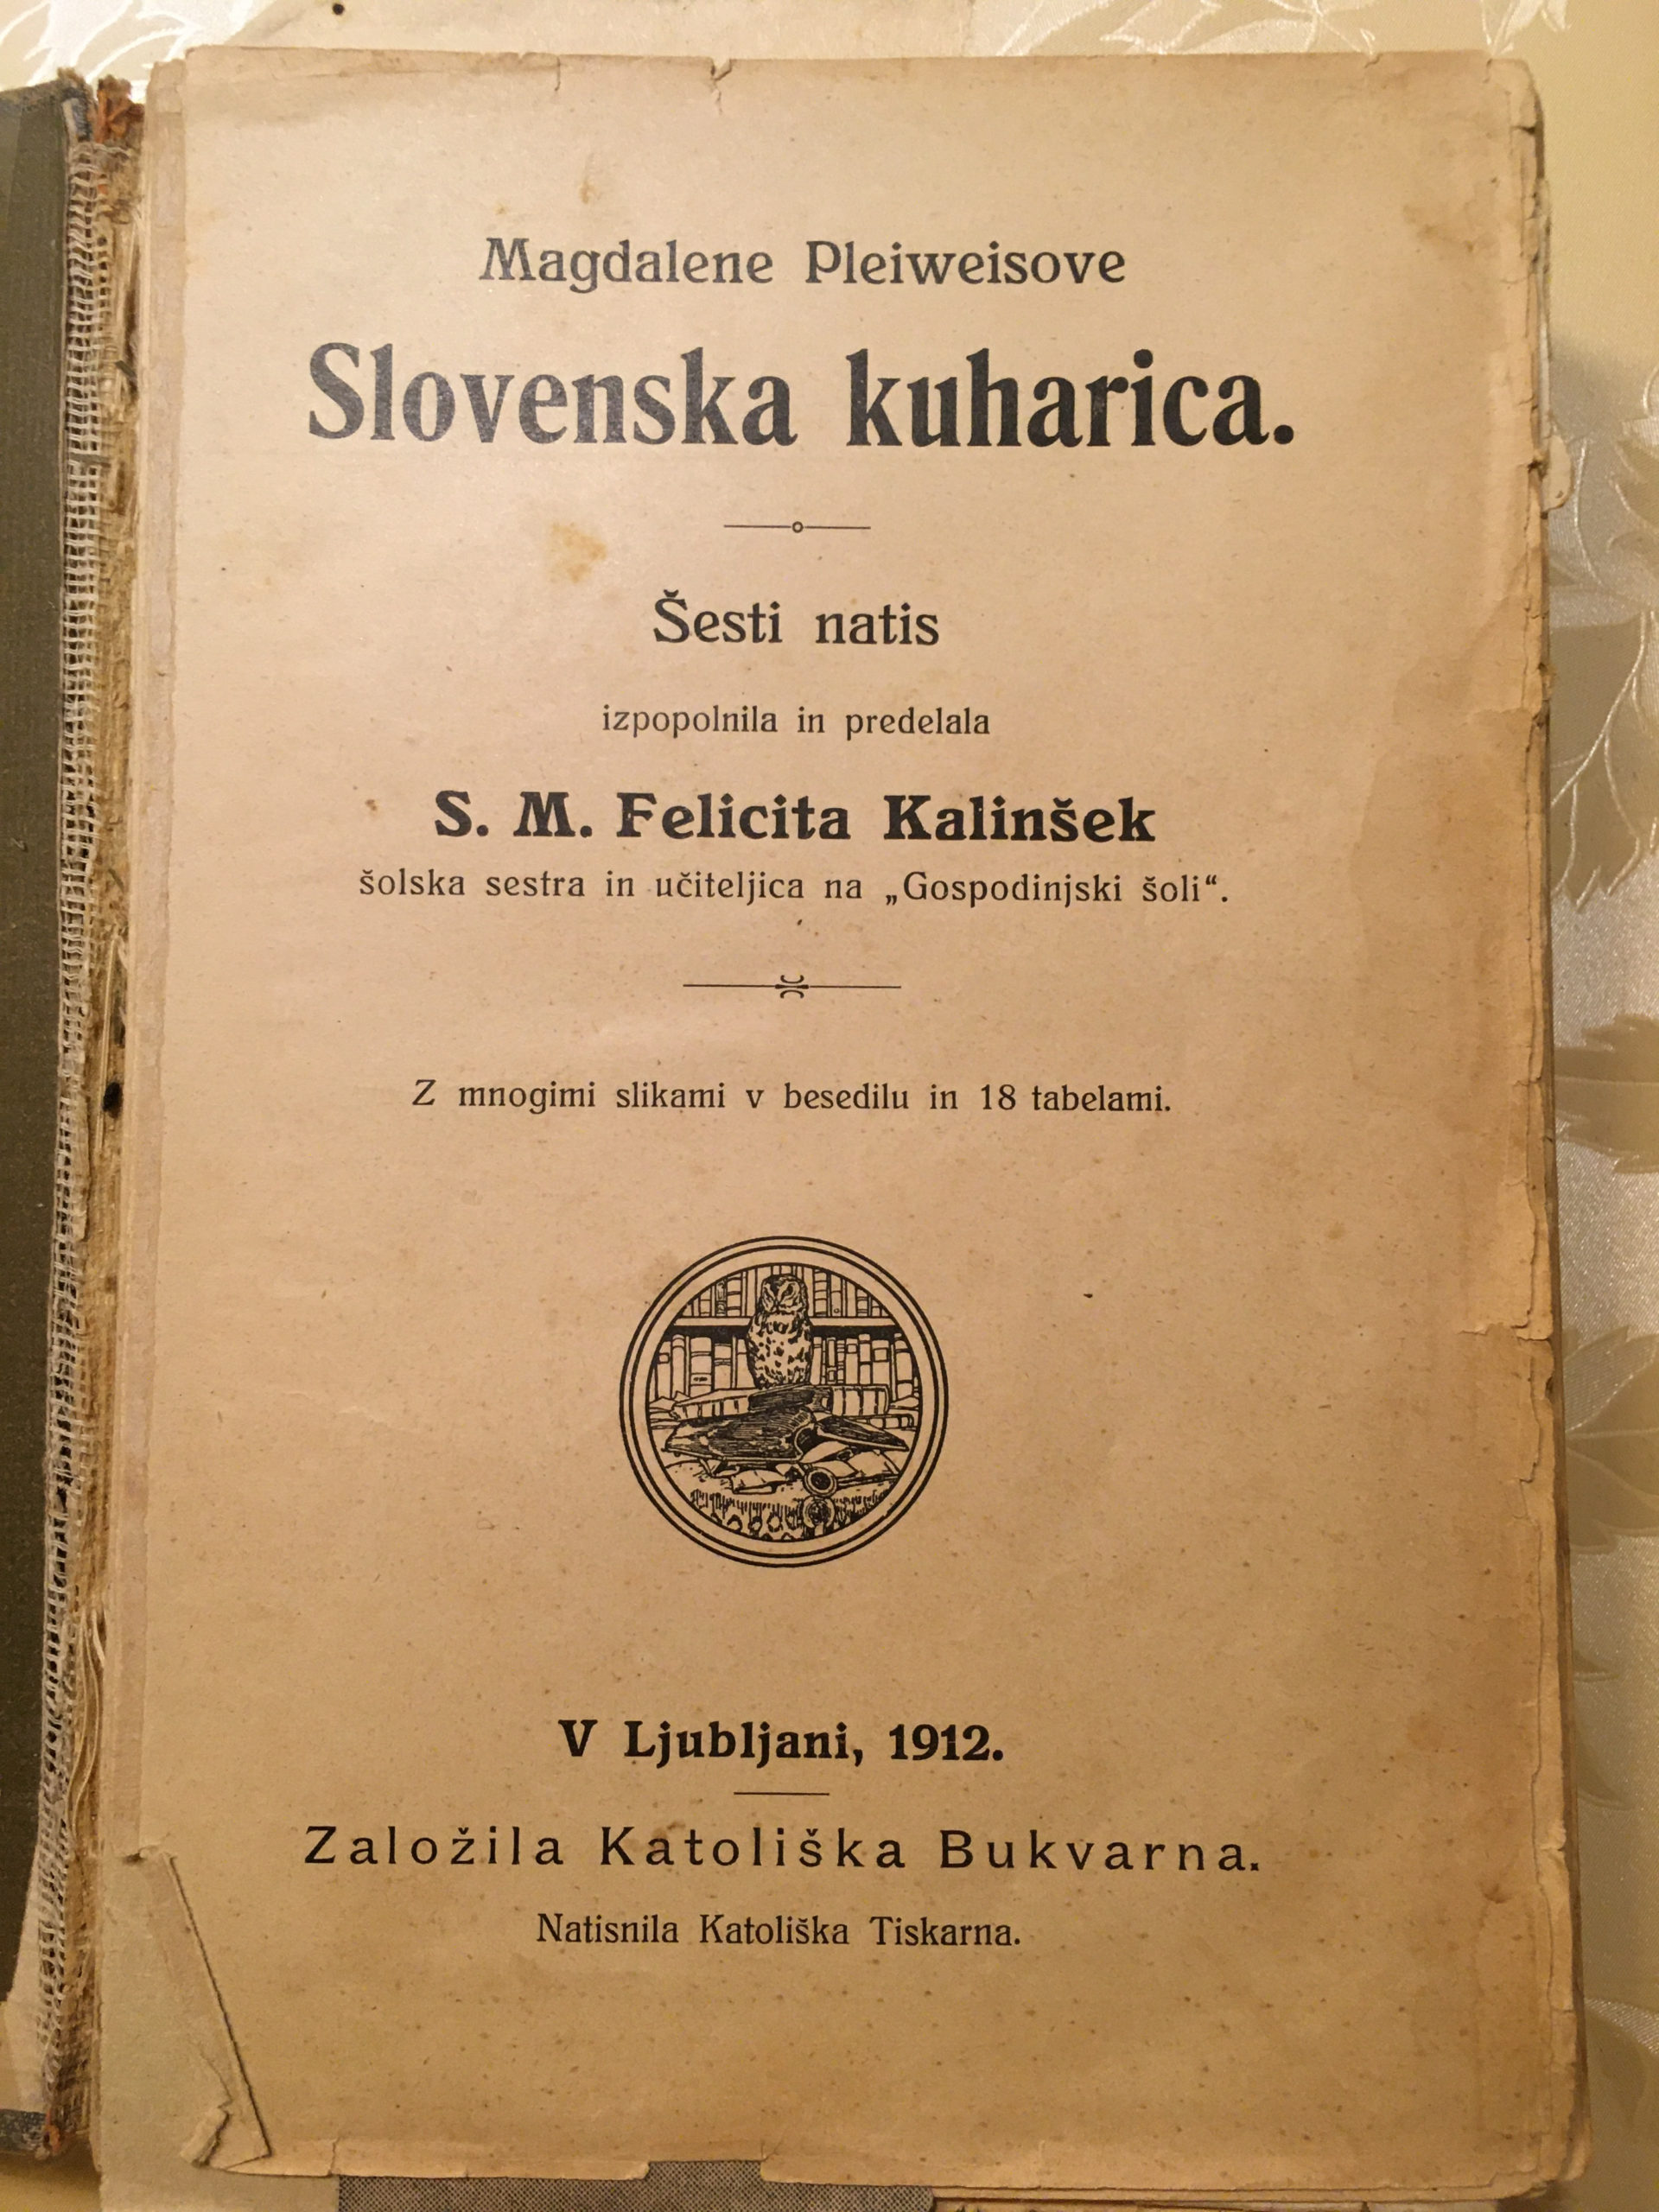 Magdalene Pleiweisove
Slovenska kuharica.
Šesti natis
izpopolnila in predelala
S. M. Felicita Kalinšek
šolska sestra in učiteljica na „Gospodinjski šoli“.
Z mnogimi slikami v besedilu in 18 tabelami.
V Ljubljani, 1912.
Založila Katoliška Bukvarna.
Natisnila Katoliška Tiskarna.